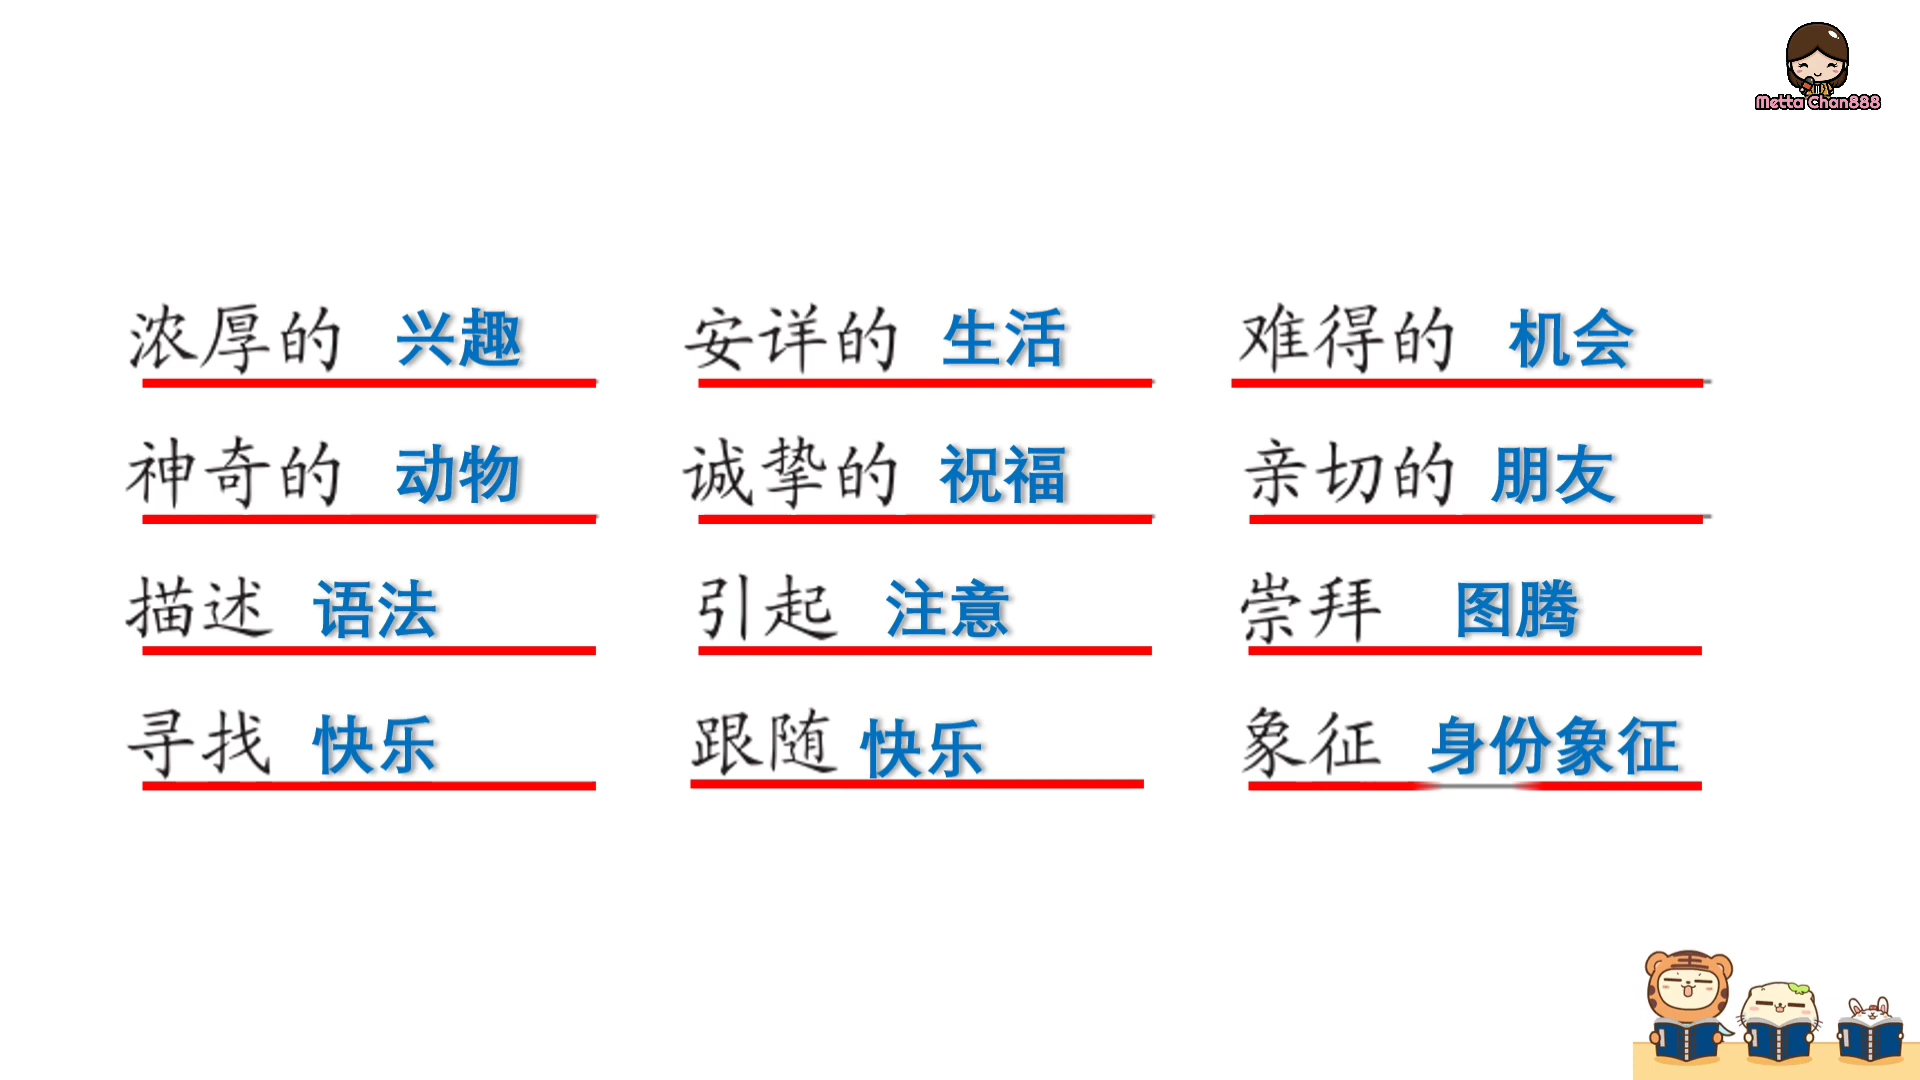 Metta Chan888
浓厚的 兴趣 安详的 生活 难得的 机会
神奇的 动物 诚挚的 祝福 亲切的 朋友
描述 语法 引起 注意 崇拜 图腾
寻找 快乐 跟随 快乐 象征 身份象征